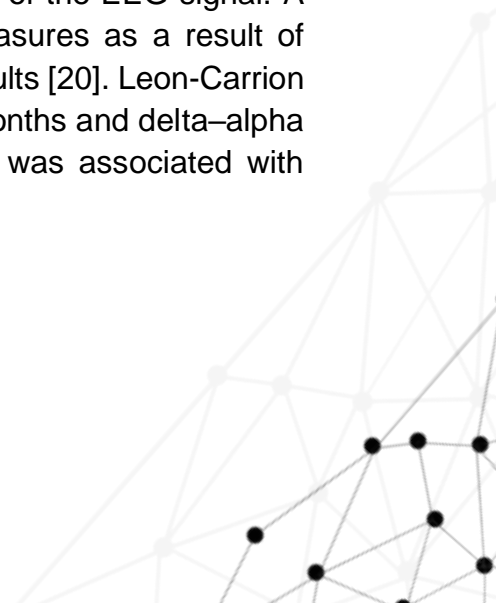 of the EEG signal. A
asures as a result of
ults [20]. Leon-Carrion
onths and delta–alpha
was associated with